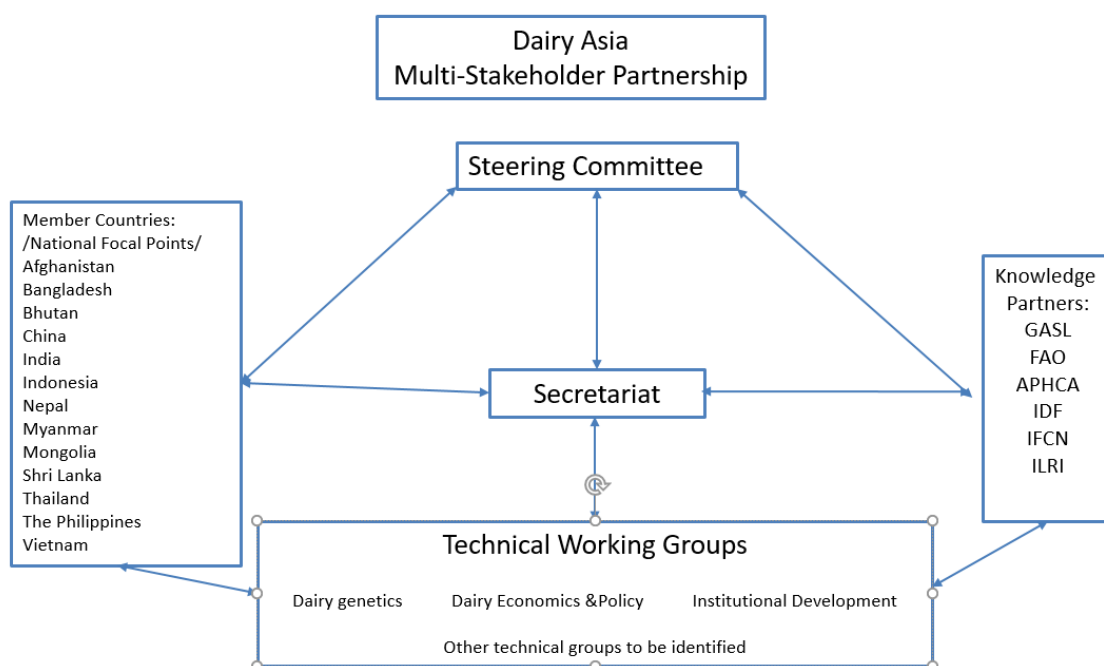 Dairy Asia
Multi-Stakeholder Partnership
Steering Committee
Member Countries:
/National Focal Points/
Afghanistan
Bangladesh
Bhutan
China
India
Indonesia
Nepal
Myanmar
Mongolia
Shri Lanka
Thailand
The Philippines
Vietnam
Secretariat
Knowledge
Partners:
GASL
FAO
APHCA
IDF
IFCN
ILRI
Technical Working Groups
Dairy genetics
Dairy Economics &Policy
Institutional Development
Other technical groups to be identified